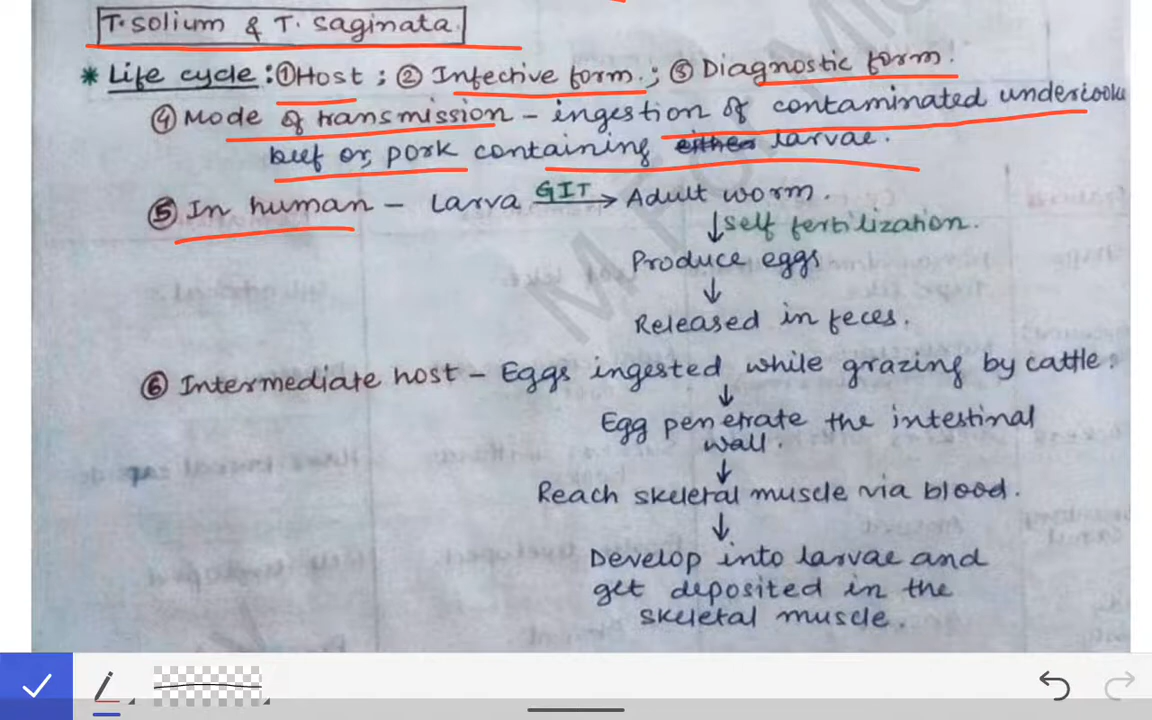 T. solium & T. saginata.
* Life cycle: ① Host; ② Infective form.; ③ Diagnostic form.
④ Mode of transmission - ingestion of contaminated undercooke
beef or pork containing either larvae.
⑤ In human - Larva GIT → Adult worm.
↓ self fertilization.
Produce eggs
↓
Released in feces.
⑥ Intermediate host - Eggs ingested while grazing by cattle.
↓
Egg penetrate the intestinal
wall.
↓
Reach skeletal muscle via blood.
↓
Develop into larvae and
get deposited in the
skeletal muscle.